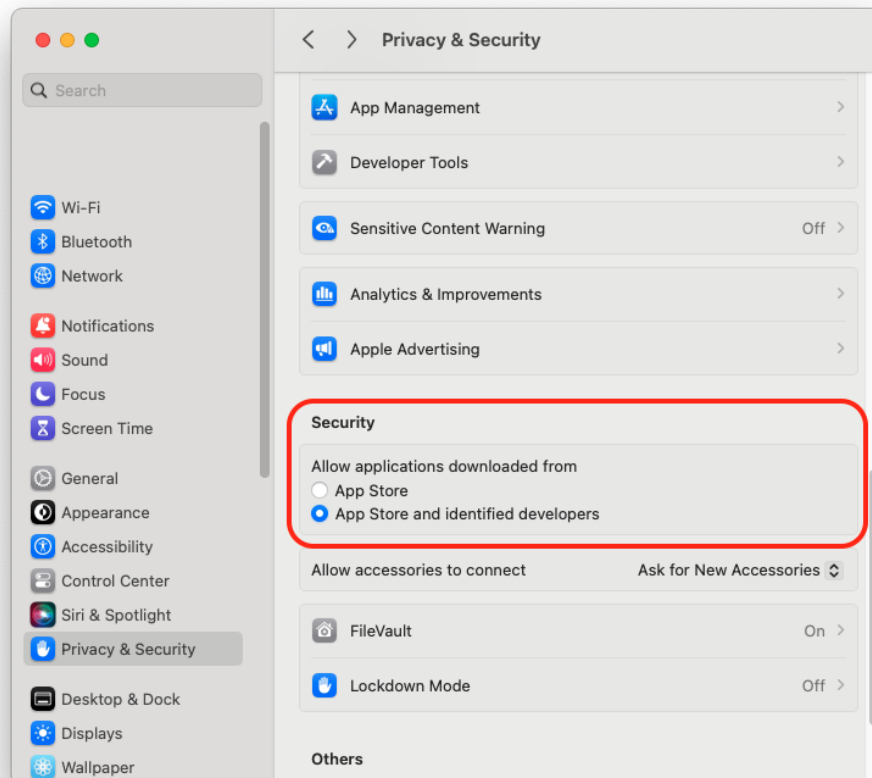 Privacy & Security
Search
Wi-Fi
Bluetooth
Network
Notifications
Sound
Focus
Screen Time
General
Appearance
Accessibility
Control Center
Siri & Spotlight
Privacy & Security
Desktop & Dock
Displays
Wallpaper
App Management
Developer Tools
Sensitive Content Warning Off
Analytics & Improvements
Apple Advertising
Security
Allow applications downloaded from
App Store
App Store and identified developers
Allow accessories to connect Ask for New Accessories
FileVault On
Lockdown Mode Off
Others